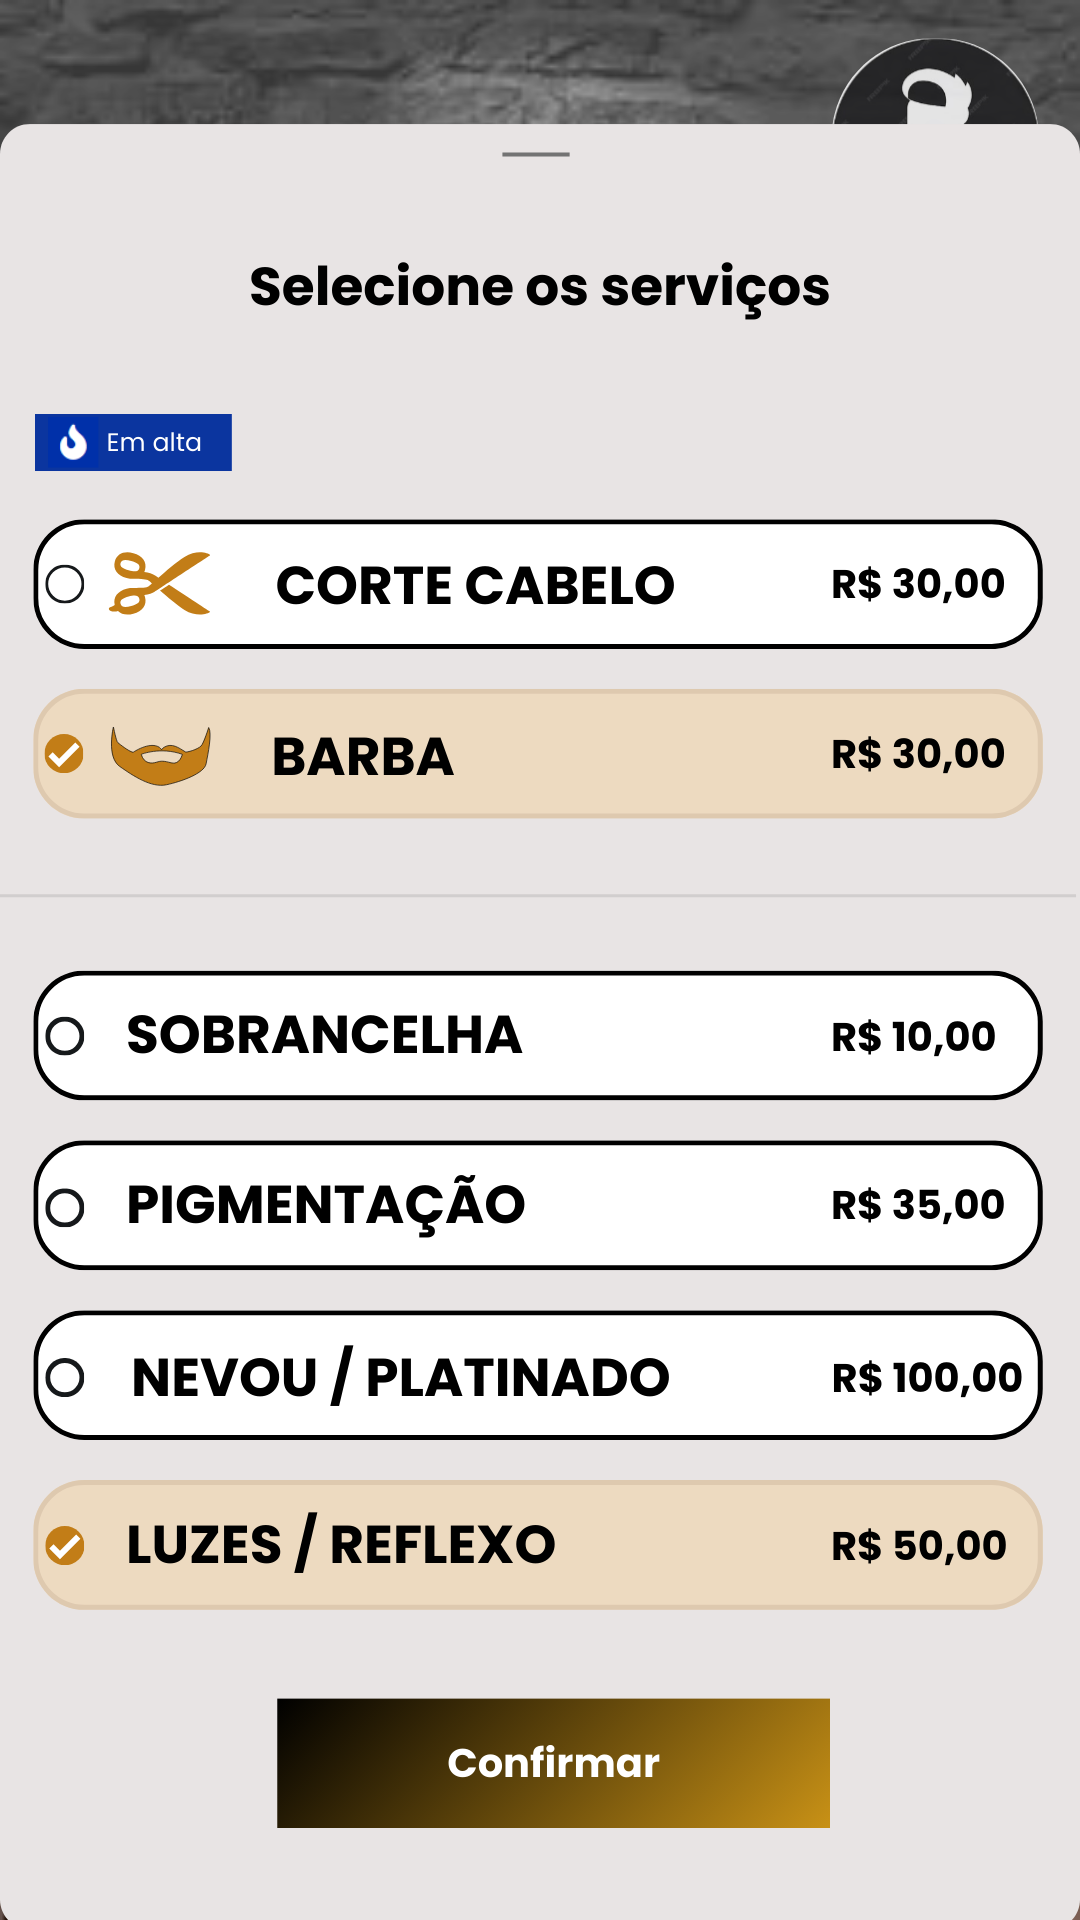 Selecione os serviços
Em alta
CORTE CABELO R$ 30,00
BARBA R$ 30,00
SOBRANCELHA R$ 10,00
PIGMENTAÇÃO R$ 35,00
NEVOU / PLATINADO R$ 100,00
LUZES / REFLEXO R$ 50,00
Confirmar